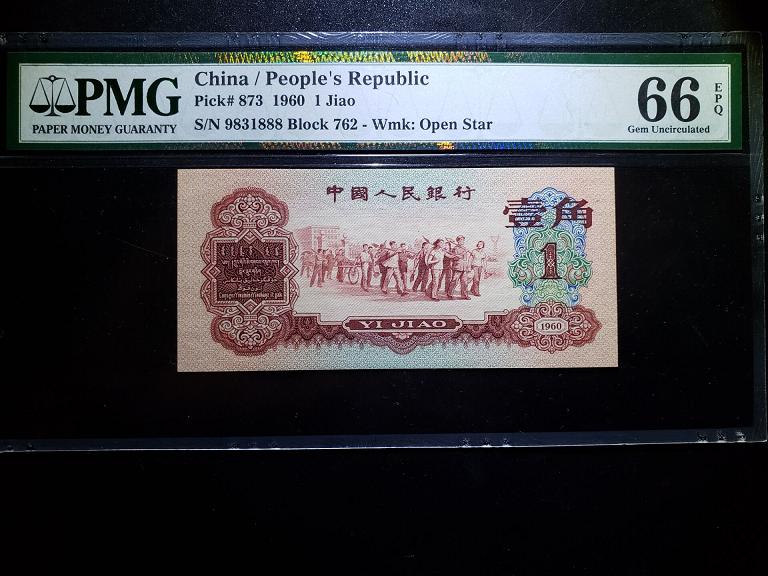 PMG
PAPER MONEY GUARANTY
China / People's Republic
Pick# 873 1960 1 Jiao
S/N 9831888 Block 762 - Wmk: Open Star
66
EPQ
Gem Uncirculated
中國人民銀行
壹角
1
YI JIAO
1960